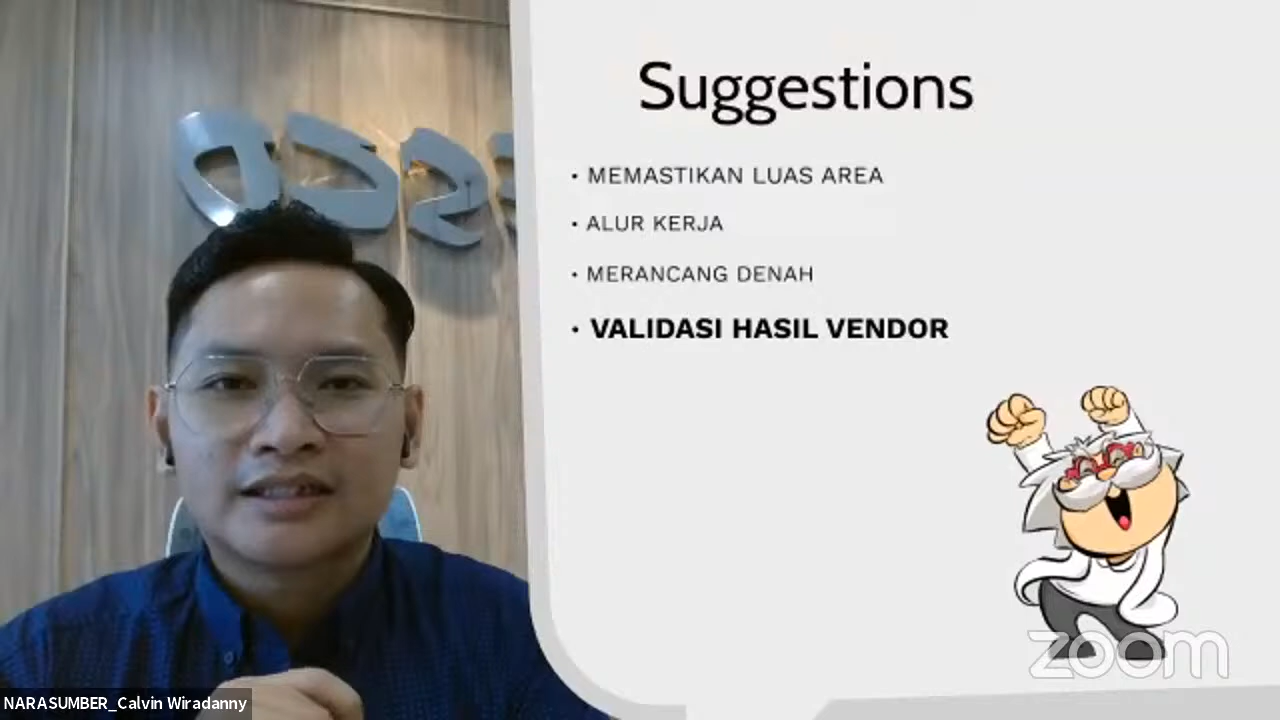 Suggestions
• MEMASTIKAN LUAS AREA
• ALUR KERJA
• MERANCANG DENAH
• VALIDASI HASIL VENDOR
zoom
NARASUMBER_Calvin Wiradanny